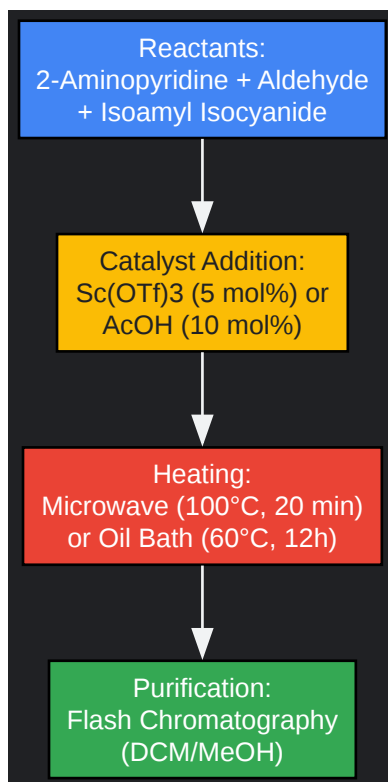 Reactants:
2-Aminopyridine + Aldehyde
+ Isoamyl Isocyanide
Catalyst Addition:
Sc(OTf)3 (5 mol%) or
AcOH (10 mol%)
Heating:
Microwave (100°C, 20 min)
or Oil Bath (60°C, 12h)
Purification:
Flash Chromatography
(DCM/MeOH)